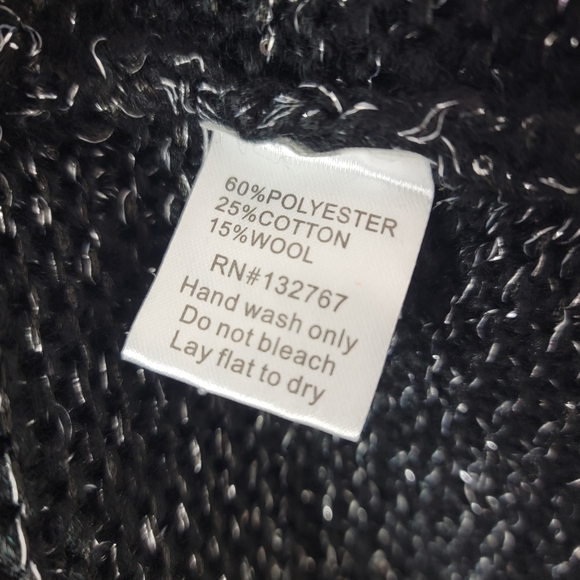 60%POLYESTER
25%COTTON
15%WOOL
RN#132767
Hand wash only
Do not bleach
Lay flat to dry